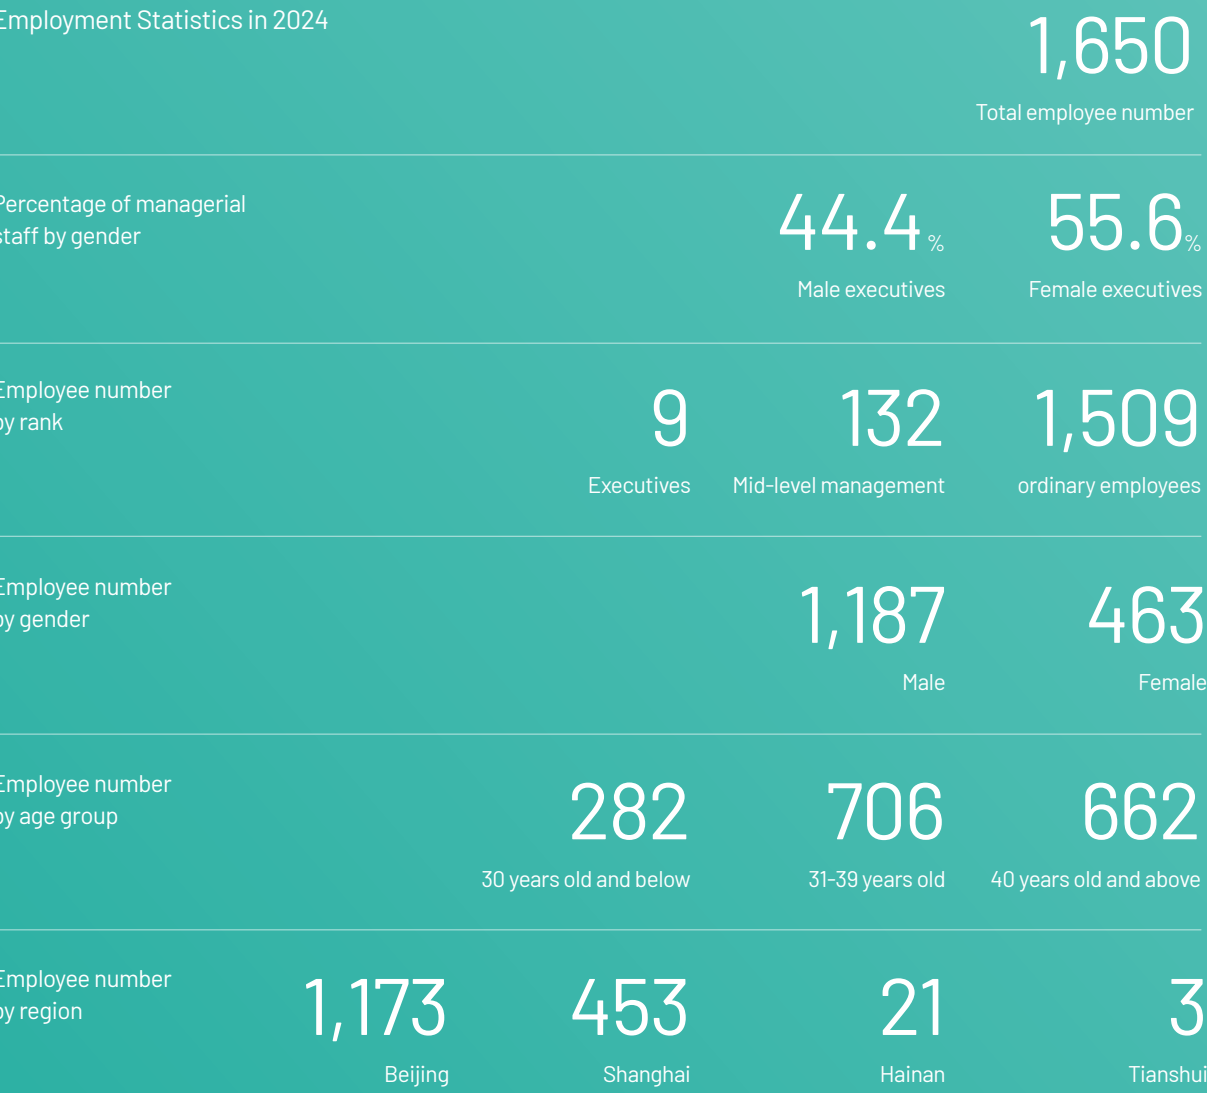 Employment Statistics in 2024
1,650
Total employee number
Percentage of managerial
staff by gender
44.4%
Male executives
55.6%
Female executives
Employee number
by rank
9
Executives
132
Mid-level management
1,509
ordinary employees
Employee number
by gender
1,187
Male
463
Female
Employee number
by age group
282
30 years old and below
706
31-39 years old
662
40 years old and above
Employee number
by region
1,173
Beijing
453
Shanghai
21
Hainan
3
Tianshui